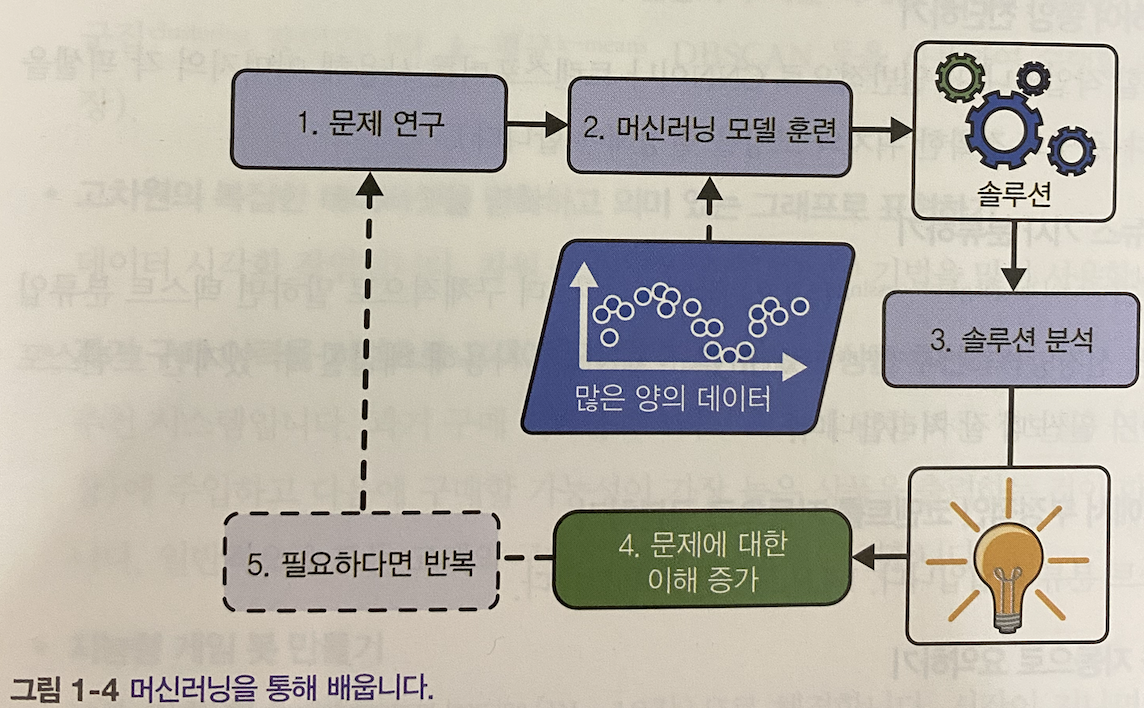 1. 문제 연구
2. 머신러닝 모델 훈련
솔루션
많은 양의 데이터
3. 솔루션 분석
4. 문제에 대한
이해 증가
5. 필요하다면 반복
그림 1-4 머신러닝을 통해 배웁니다.